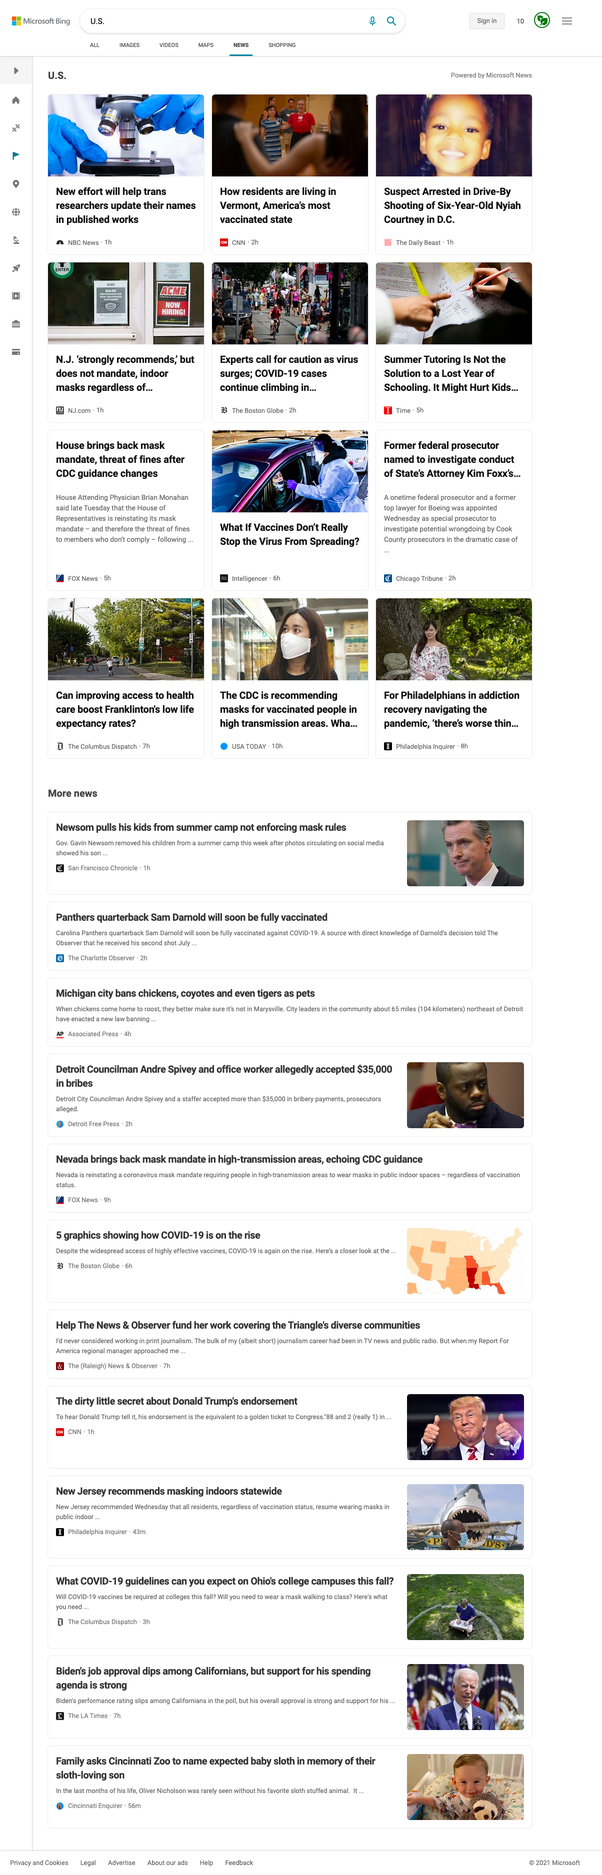 Microsoft Bing
U.S.
Sign in
10
ALL
IMAGES
VIDEOS
MAPS
NEWS
SHOPPING
U.S.
Powered by Microsoft News
New effort will help trans
researchers update their names
in published works
NBC News · 1h
How residents are living in
Vermont, America's most
vaccinated state
CNN · 2h
Suspect Arrested in Drive-By
Shooting of Six-Year-Old Nyiah
Courtney in D.C.
The Daily Beast · 1h
ENTER
ACME
ACME
NOW
HIRING!
N.J. 'strongly recommends,' but
does not mandate, indoor
masks regardless of...
NJ.com · 1h
Experts call for caution as virus
surges; COVID-19 cases
continue climbing in...
The Boston Globe · 2h
Summer Tutoring Is Not the
Solution to a Lost Year of
Schooling. It Might Hurt Kids...
Time · 5h
House brings back mask
mandate, threat of fines after
CDC guidance changes
House Attending Physician Brian Monahan
said late Tuesday that the House of
Representatives is reinstating its mask
mandate – and therefore the threat of fines
to members who don't comply – following ...
FOX News · 5h
What If Vaccines Don't Really
Stop the Virus From Spreading?
Intelligencer · 6h
Former federal prosecutor
named to investigate conduct
of State's Attorney Kim Foxx's...
A onetime federal prosecutor and a former
top lawyer for Boeing was appointed
Wednesday as special prosecutor to
investigate potential wrongdoing by Cook
County prosecutors in the dramatic case of
...
Chicago Tribune · 2h
Can improving access to health
care boost Franklinton's low life
expectancy rates?
The Columbus Dispatch · 7h
The CDC is recommending
masks for vaccinated people in
high transmission areas. Wha...
USA TODAY · 10h
For Philadelphians in addiction
recovery navigating the
pandemic, 'there's worse thin...
Philadelphia Inquirer · 8h
More news
Newsom pulls his kids from summer camp not enforcing mask rules
Gov. Gavin Newsom removed his children from a summer camp this week after photos circulating on social media
showed his son ...
San Francisco Chronicle · 1h
Panthers quarterback Sam Darnold will soon be fully vaccinated
Carolina Panthers quarterback Sam Darnold will soon be fully vaccinated against COVID-19. A source with direct knowledge of Darnold's decision told The
Observer that he received his second shot July ...
The Charlotte Observer · 2h
Michigan city bans chickens, coyotes and even tigers as pets
When chickens come home to roost, they better make sure it's not in Marysville. City leaders in the community about 65 miles (104 kilometers) northeast of Detroit
have enacted a new law banning ...
AP
Associated Press · 4h
Detroit Councilman Andre Spivey and office worker allegedly accepted $35,000
in bribes
Detroit City Councilman Andre Spivey and a staffer accepted more than $35,000 in bribery payments, prosecutors
alleged.
Detroit Free Press · 2h
Nevada brings back mask mandate in high-transmission areas, echoing CDC guidance
Nevada is reinstating a coronavirus mask mandate requiring people in high-transmission areas to wear masks in public indoor spaces – regardless of vaccination
status.
FOX News · 9h
5 graphics showing how COVID-19 is on the rise
Despite the widespread access of highly effective vaccines, COVID-19 is again on the rise. Here's a closer look at the ...
The Boston Globe · 6h
Help The News & Observer fund her work covering the Triangle's diverse communities
I'd never considered working in print journalism. The bulk of my (albeit short) journalism career had been in TV news and public radio. But when my Report For
America regional manager approached me ...
The (Raleigh) News & Observer · 7h
The dirty little secret about Donald Trump's endorsement
To hear Donald Trump tell it, his endorsement is the equivalent to a golden ticket to Congress."88 and 2 (really 1) in ...
CNN · 1h
New Jersey recommends masking indoors statewide
New Jersey recommended Wednesday that all residents, regardless of vaccination status, resume wearing masks in
public indoor ...
Philadelphia Inquirer · 43m
What COVID-19 guidelines can you expect on Ohio's college campuses this fall?
Will COVID-19 vaccines be required at colleges this fall? Will you need to wear a mask walking to class? Here's what
you need ...
The Columbus Dispatch · 3h
Biden's job approval dips among Californians, but support for his spending
agenda is strong
Biden's performance rating slips among Californians in the poll, but his overall approval is strong and support for his ...
The LA Times · 7h
Family asks Cincinnati Zoo to name expected baby sloth in memory of their
sloth-loving son
In the last months of his life, Oliver Nicholson was rarely seen without his favorite sloth stuffed animal. It ...
Cincinnati Enquirer · 56m
Privacy and Cookies
Legal
Advertise
About our ads
Help
Feedback
© 2021 Microsoft